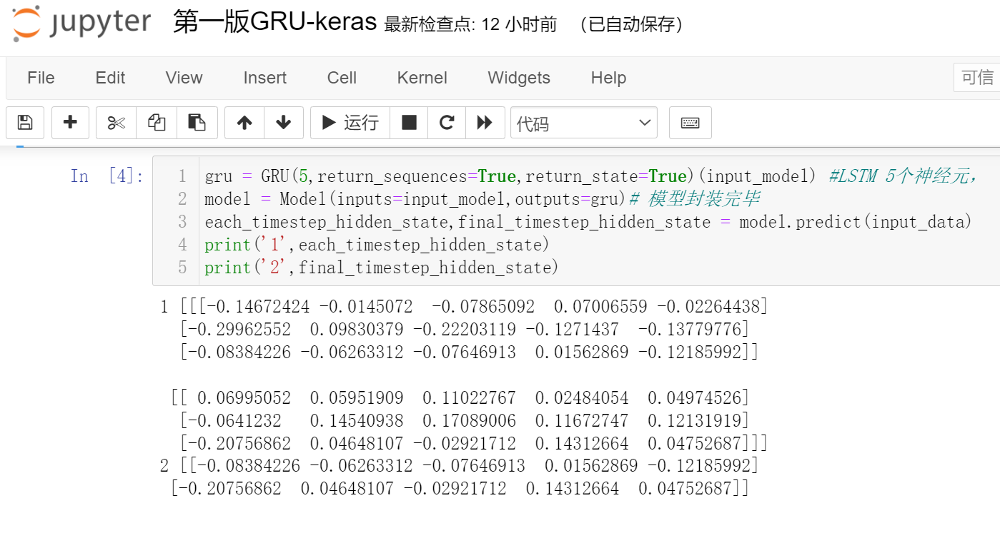 jupyter 第一版GRU-keras 最新检查点: 12 小时前 （已自动保存）
File Edit View Insert Cell Kernel Widgets Help 可信
运行 代码
In [4]:
1 gru = GRU(5,return_sequences=True,return_state=True)(input_model) #LSTM 5个神经元，
2 model = Model(inputs=input_model,outputs=gru)# 模型封装完毕
3 each_timestep_hidden_state,final_timestep_hidden_state = model.predict(input_data)
4 print('1',each_timestep_hidden_state)
5 print('2',final_timestep_hidden_state)
1 [[[-0.14672424 -0.0145072  -0.07865092  0.07006559 -0.02264438]
[-0.29962552  0.09830379 -0.22203119 -0.1271437  -0.13779776]
[-0.08384226 -0.06263312 -0.07646913  0.01562869 -0.12185992]]
[[ 0.06995052  0.05951909  0.11022767  0.02484054  0.04974526]
[-0.0641232   0.14540938  0.17089006  0.11672747  0.12131919]
[-0.20756862  0.04648107 -0.02921712  0.14312664  0.04752687]]]
2 [[-0.08384226 -0.06263312 -0.07646913  0.01562869 -0.12185992]
[-0.20756862  0.04648107 -0.02921712  0.14312664  0.04752687]]